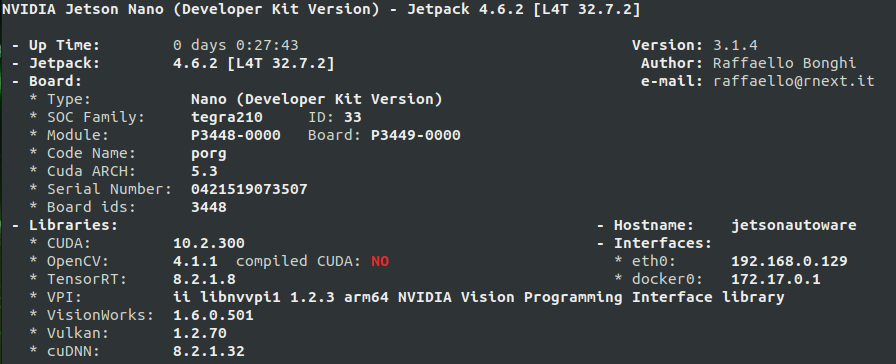 NVIDIA Jetson Nano (Developer Kit Version) - Jetpack 4.6.2 [L4T 32.7.2]
- Up Time: 0 days 0:27:43 Version: 3.1.4
- Jetpack: 4.6.2 [L4T 32.7.2] Author: Raffaello Bonghi
- Board: e-mail: raffaello@rnext.it
* Type: Nano (Developer Kit Version)
* SOC Family: tegra210 ID: 33
* Module: P3448-0000 Board: P3449-0000
* Code Name: porg
* Cuda ARCH: 5.3
* Serial Number: 0421519073507
* Board ids: 3448
- Libraries: - Hostname: jetsonautoware
* CUDA: 10.2.300 - Interfaces:
* OpenCV: 4.1.1 compiled CUDA: NO * eth0: 192.168.0.129
* TensorRT: 8.2.1.8 * docker0: 172.17.0.1
* VPI: ii libnvvpi1 1.2.3 arm64 NVIDIA Vision Programming Interface library
* VisionWorks: 1.6.0.501
* Vulkan: 1.2.70
* cuDNN: 8.2.1.32